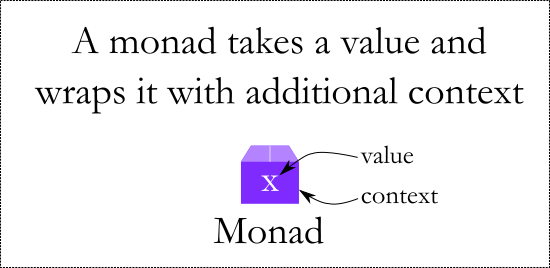 A monad takes a value and
wraps it with additional context
value
x
context
Monad